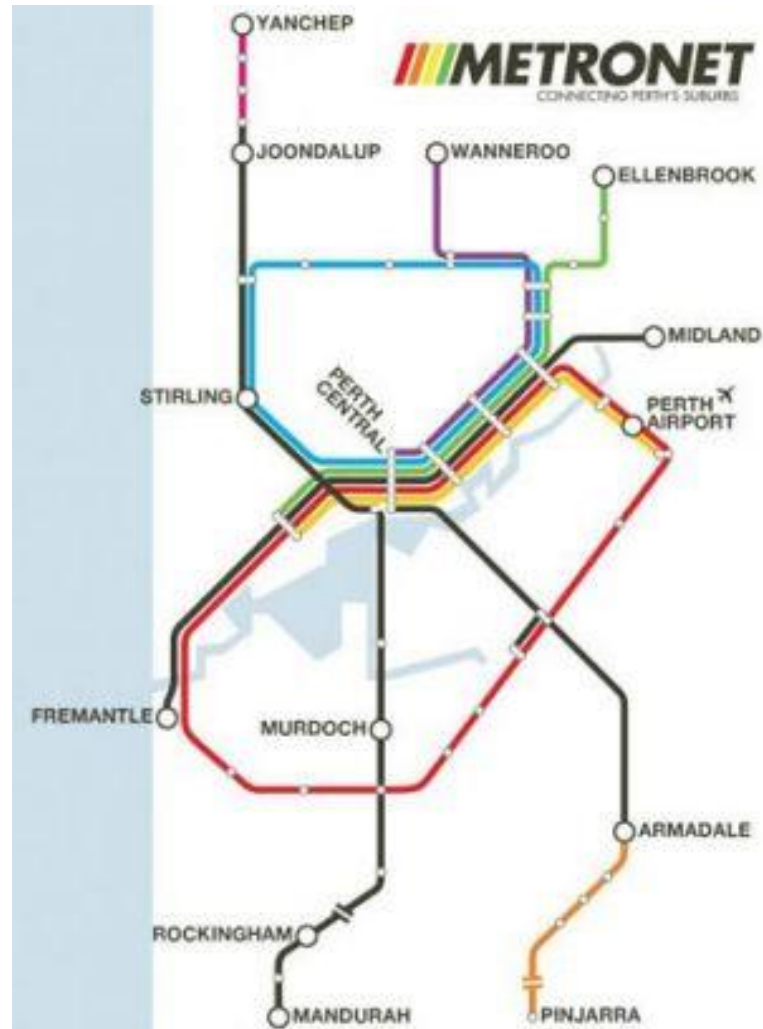 YANCHEP
METRONET
CONNECTING PERTH'S SUBURBS
JOONDALUP
WANNEROO
ELLENBROOK
MIDLAND
STIRLING
PERTH
CENTRAL
PERTH
AIRPORT
FREMANTLE
MURDOCH
ARMADALE
ROCKINGHAM
MANDURAH
PINJARRA